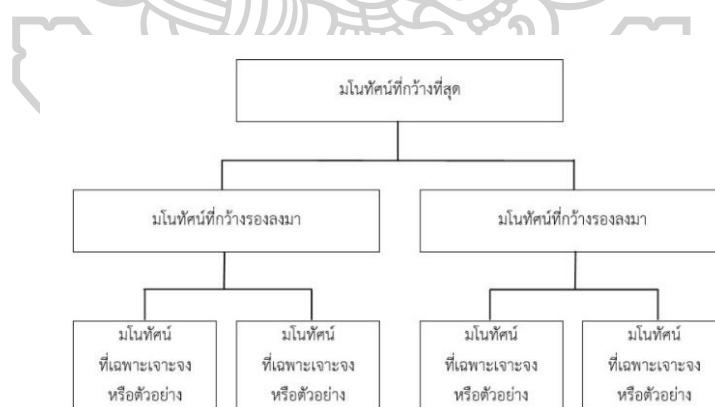 มโนทัศน์ที่กว้างที่สุด
มโนทัศน์ที่กว้างรองลงมา
มโนทัศน์ที่กว้างรองลงมา
มโนทัศน์
ที่เฉพาะเจาะจง
หรือตัวอย่าง
มโนทัศน์
ที่เฉพาะเจาะจง
หรือตัวอย่าง
มโนทัศน์
ที่เฉพาะเจาะจง
หรือตัวอย่าง
มโนทัศน์
ที่เฉพาะเจาะจง
หรือตัวอย่าง